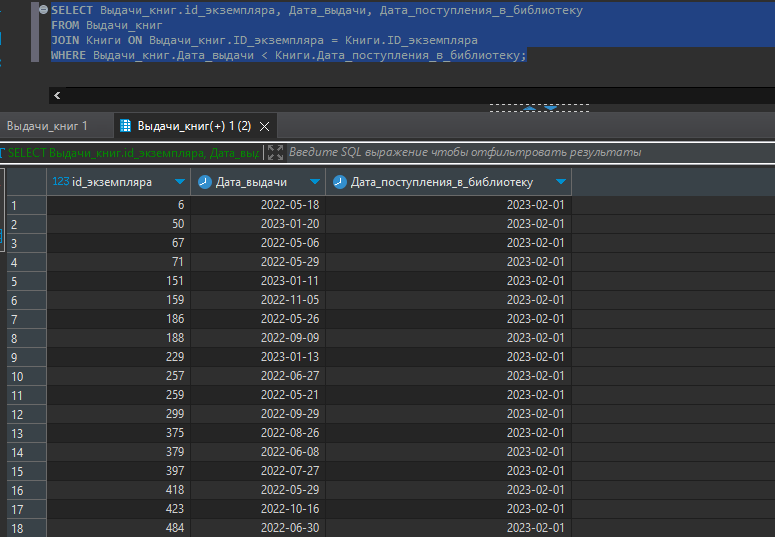 SELECT Выдачи_книг.id_экземпляра, Дата_выдачи, Дата_поступления_в_библиотеку
FROM Выдачи_книг
JOIN Книги ON Выдачи_книг.ID_экземпляра = Книги.ID_экземпляра
WHERE Выдачи_книг.Дата_выдачи < Книги.Дата_поступления_в_библиотеку;
Выдачи_книг 1 Выдачи_книг(+) 1 (2)
SELECT Выдачи_книг.id_экземпляра, Дата_выд Введите SQL выражение чтобы отфильтровать результаты
123 id_экземпляра Дата_выдачи Дата_поступления_в_библиотеку
1 6 2022-05-18 2023-02-01
2 50 2023-01-20 2023-02-01
3 67 2022-05-06 2023-02-01
4 71 2022-05-29 2023-02-01
5 151 2023-01-11 2023-02-01
6 159 2022-11-05 2023-02-01
7 186 2022-05-26 2023-02-01
8 188 2022-09-09 2023-02-01
9 229 2023-01-13 2023-02-01
10 257 2022-06-27 2023-02-01
11 259 2022-05-21 2023-02-01
12 299 2022-09-29 2023-02-01
13 375 2022-08-26 2023-02-01
14 379 2022-06-08 2023-02-01
15 397 2022-07-27 2023-02-01
16 418 2022-05-29 2023-02-01
17 423 2022-10-16 2023-02-01
18 484 2022-06-30 2023-02-01